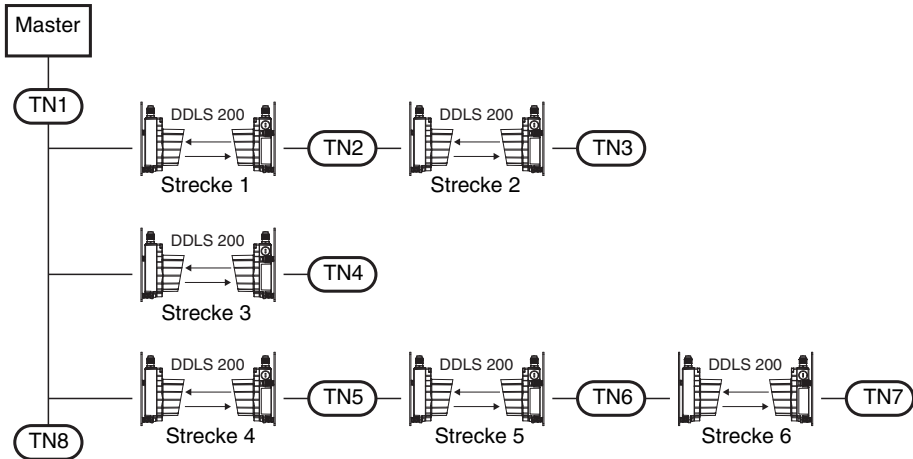 Master
TN1
DDLS 200
DDLS 200
TN2
TN3
Strecke 1
Strecke 2
DDLS 200
TN4
Strecke 3
DDLS 200
DDLS 200
DDLS 200
TN5
TN6
TN7
Strecke 4
Strecke 5
Strecke 6
TN8